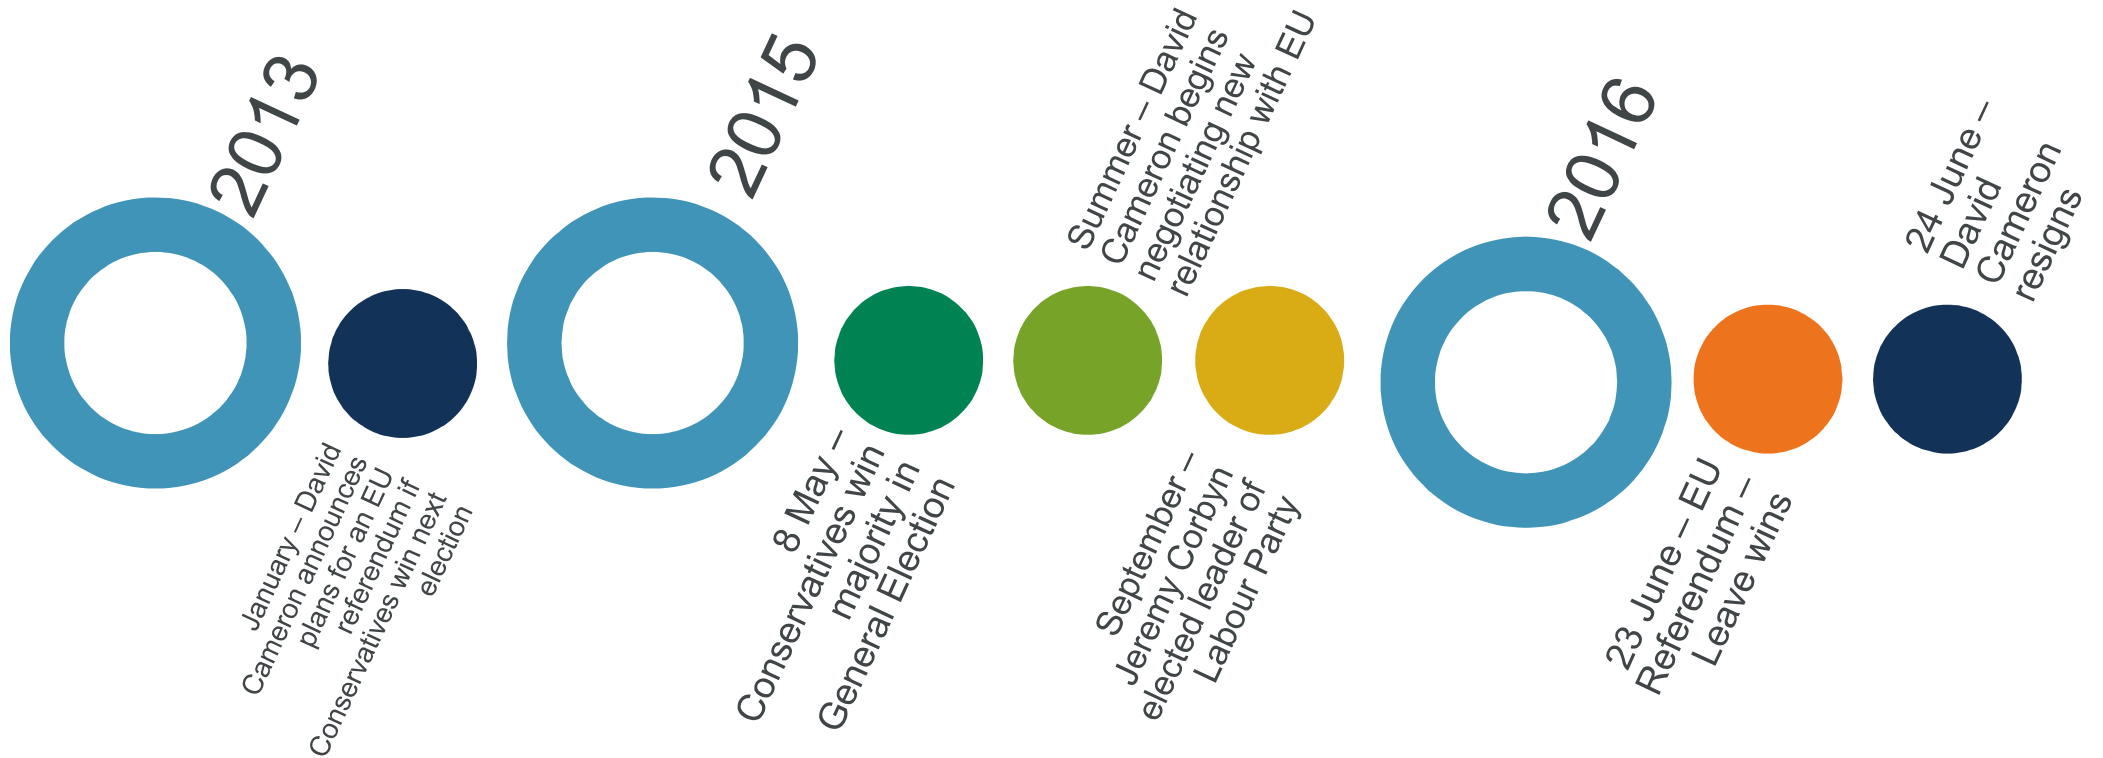 2013
January – David
Cameron announces
plans for an EU
referendum if
Conservatives win next
election
2015
8 May –
Conservatives win
majority in
General Election
Summer – David
Cameron begins
negotiating new
relationship with EU
September –
Jeremy Corbyn
elected leader of
Labour Party
2016
23 June – EU
Referendum –
Leave wins
24 June –
David
Cameron
resigns